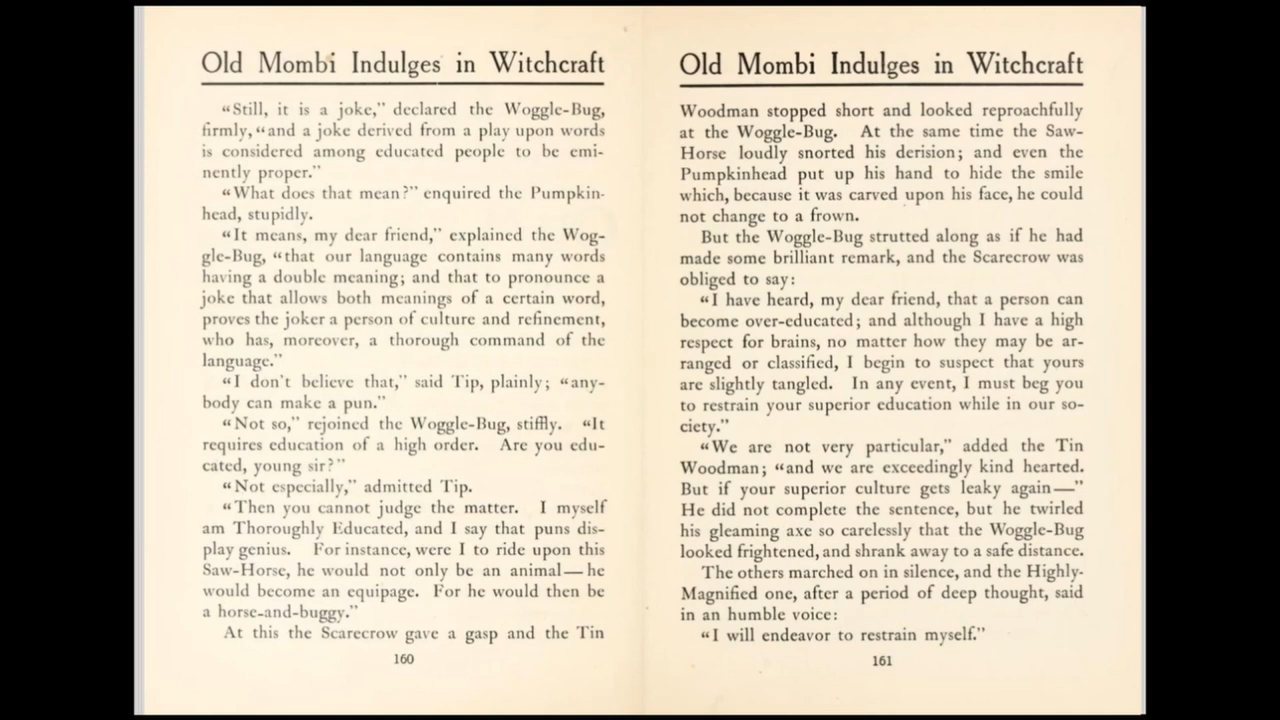 Old Mombi Indulges in Witchcraft
“Still, it is a joke,” declared the Woggle-Bug,
firmly, “and a joke derived from a play upon words
is considered among educated people to be emi-
nently proper.”
“What does that mean?” enquired the Pumpkin-
head, stupidly.
“It means, my dear friend,” explained the Wog-
gle-Bug, “that our language contains many words
having a double meaning; and that to pronounce a
joke that allows both meanings of a certain word,
proves the joker a person of culture and refinement,
who has, moreover, a thorough command of the
language.”
“I don't believe that,” said Tip, plainly; “any-
body can make a pun.”
“Not so,” rejoined the Woggle-Bug, stiffly. “It
requires education of a high order. Are you edu-
cated, young sir?”
“Not especially,” admitted Tip.
“Then you cannot judge the matter. I myself
am Thoroughly Educated, and I say that puns dis-
play genius. For instance, were I to ride upon this
Saw-Horse, he would not only be an animal—he
would become an equipage. For he would then be
a horse-and-buggy.”
At this the Scarecrow gave a gasp and the Tin
160
Old Mombi Indulges in Witchcraft
Woodman stopped short and looked reproachfully
at the Woggle-Bug. At the same time the Saw-
Horse loudly snorted his derision; and even the
Pumpkinhead put up his hand to hide the smile
which, because it was carved upon his face, he could
not change to a frown.
But the Woggle-Bug strutted along as if he had
made some brilliant remark, and the Scarecrow was
obliged to say:
“I have heard, my dear friend, that a person can
become over-educated; and although I have a high
respect for brains, no matter how they may be ar-
ranged or classified, I begin to suspect that yours
are slightly tangled. In any event, I must beg you
to restrain your superior education while in our so-
ciety.”
“We are not very particular,” added the Tin
Woodman; “and we are exceedingly kind hearted.
But if your superior culture gets leaky again—”
He did not complete the sentence, but he twirled
his gleaming axe so carelessly that the Woggle-Bug
looked frightened, and shrank away to a safe distance.
The others marched on in silence, and the Highly-
Magnified one, after a period of deep thought, said
in an humble voice:
“I will endeavor to restrain myself.”
161